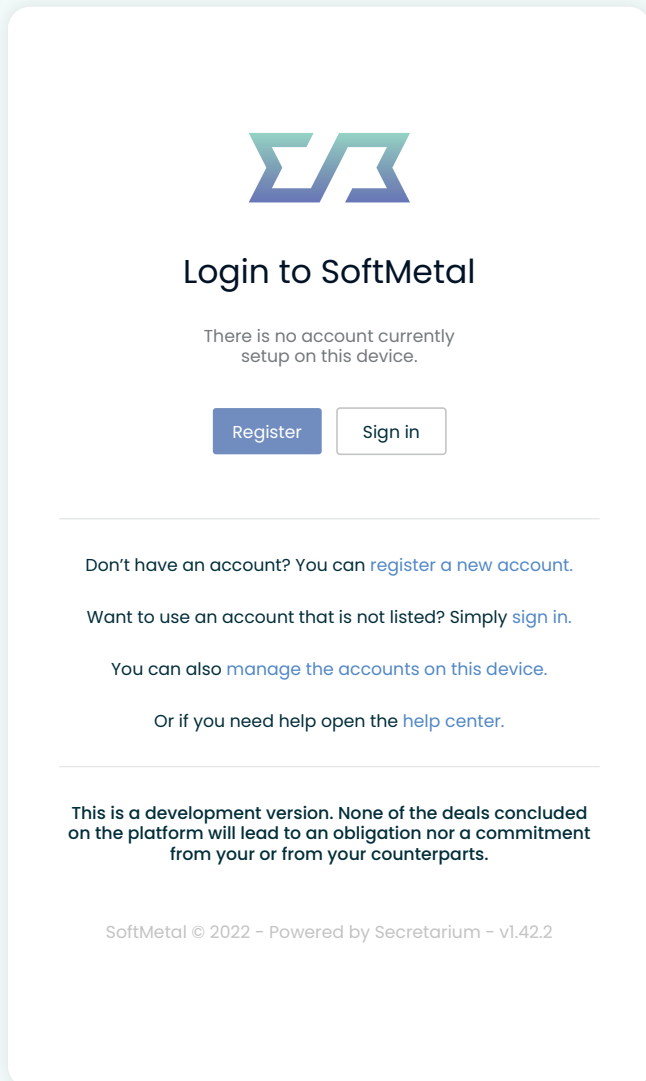 Login to SoftMetal
There is no account currently
setup on this device.
Register
Sign in
Don’t have an account? You can register a new account.
Want to use an account that is not listed? Simply sign in.
You can also manage the accounts on this device.
Or if you need help open the help center.
This is a development version. None of the deals concluded
on the platform will lead to an obligation nor a commitment
from your or from your counterparts.
SoftMetal © 2022 - Powered by Secretarium - v1.42.2